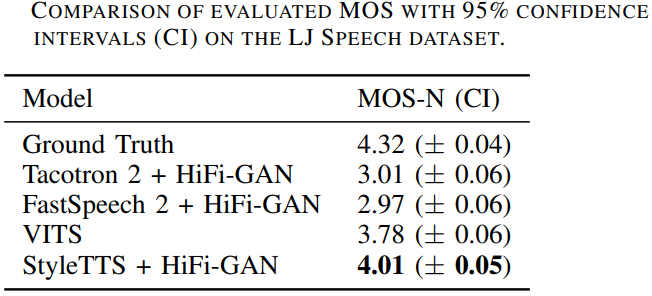 COMPARISON OF EVALUATED MOS WITH 95% CONFIDENCE
INTERVALS (CI) ON THE LJ SPEECH DATASET.
Model MOS-N (CI)
Ground Truth 4.32 (± 0.04)
Tacotron 2 + HiFi-GAN 3.01 (± 0.06)
FastSpeech 2 + HiFi-GAN 2.97 (± 0.06)
VITS 3.78 (± 0.06)
StyleTTS + HiFi-GAN 4.01 (± 0.05)